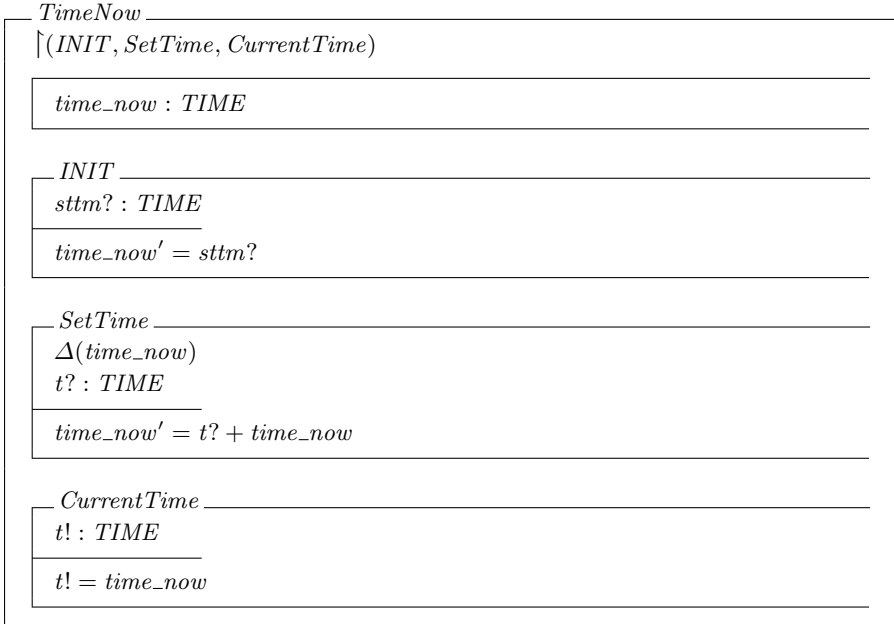 TimeNow
↾(INIT, SetTime, CurrentTime)
time_now : TIME
INIT
sttm? : TIME
time_now′ = sttm?
SetTime
Δ(time_now)
t? : TIME
time_now′ = t? + time_now
CurrentTime
t! : TIME
t! = time_now